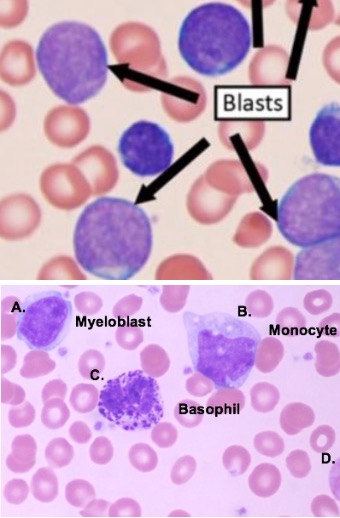 Blasts
A.
Myeloblast
B.
Monocyte
C.
Basophil
D.